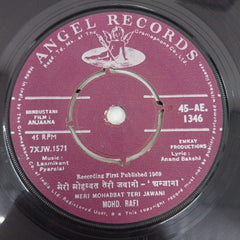 ANGEL RECORDS
HINDUSTANI
FILM :
ANJAANA
45-AE.
1346
45 RPM
7XJW.1571
Music :
Laxmikant
Pyarelal
EMKAY
PRODUCTIONS
Lyric :
Anand Bakshi
Recording First Published 1969
मेरी मोहब्बत तेरी जवानी - 'अन्जाना'
MERI MOHABBAT TERI JAWANI
MOHD. RAFI